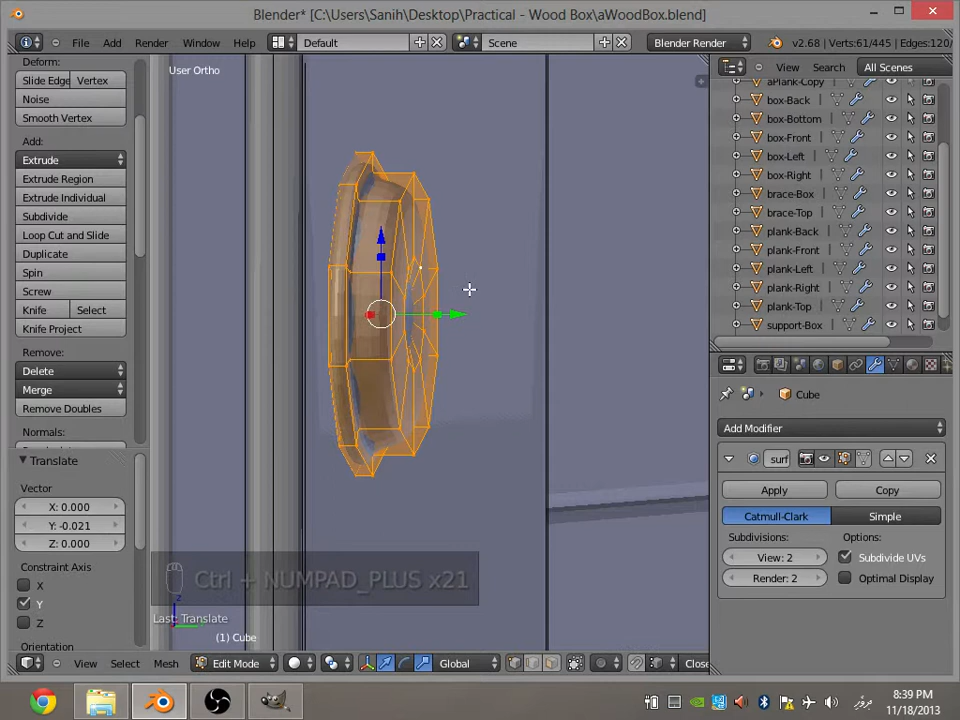 Blender* [C:\Users\Sanih\Desktop\Practical - Wood Box\aWoodBox.blend]
File Add Render Window Help Default Scene Blender Render v2.68 | Verts:61/445 | Edges:120/
Deform:
Slide Edge Vertex
Noise
Smooth Vertex
Add:
Extrude
Extrude Region
Extrude Individual
Subdivide
Loop Cut and Slide
Duplicate
Spin
Screw
Knife Select
Knife Project
Remove:
Delete
Merge
Remove Doubles
Normals:
Translate
Vector
X: 0.000
Y: -0.021
Z: 0.000
Constraint Axis
X
Y
Z
Orientation
User Ortho
Ctrl + NUMPAD_PLUS x21
Last: Translate
z
(1) Cube
View Select Mesh Edit Mode Global Close
View Search All Scenes
aPlank-Copy
box-Back
box-Bottom
box-Front
box-Left
box-Right
brace-Box
brace-Top
plank-Back
plank-Front
plank-Left
plank-Right
plank-Top
support-Box
Cube
Add Modifier
surf
Apply Copy
Catmull-Clark Simple
Subdivisions: Options:
View: 2 Subdivide UVs
Render: 2 Optimal Display
8:39 PM
11/18/2013